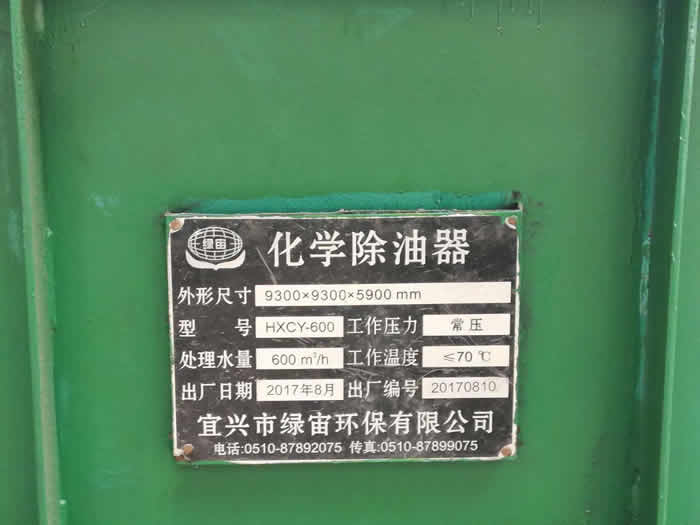 绿宙
化学除油器
外形尺寸 9300×9300×5900 mm
型号 HXCY-600 工作压力 常压
处理水量 600 m³/h 工作温度 ≤70 ℃
出厂日期 2017年8月 出厂编号 20170810
宜兴市绿宙环保有限公司
电话:0510-87892075 传真:0510-87899075